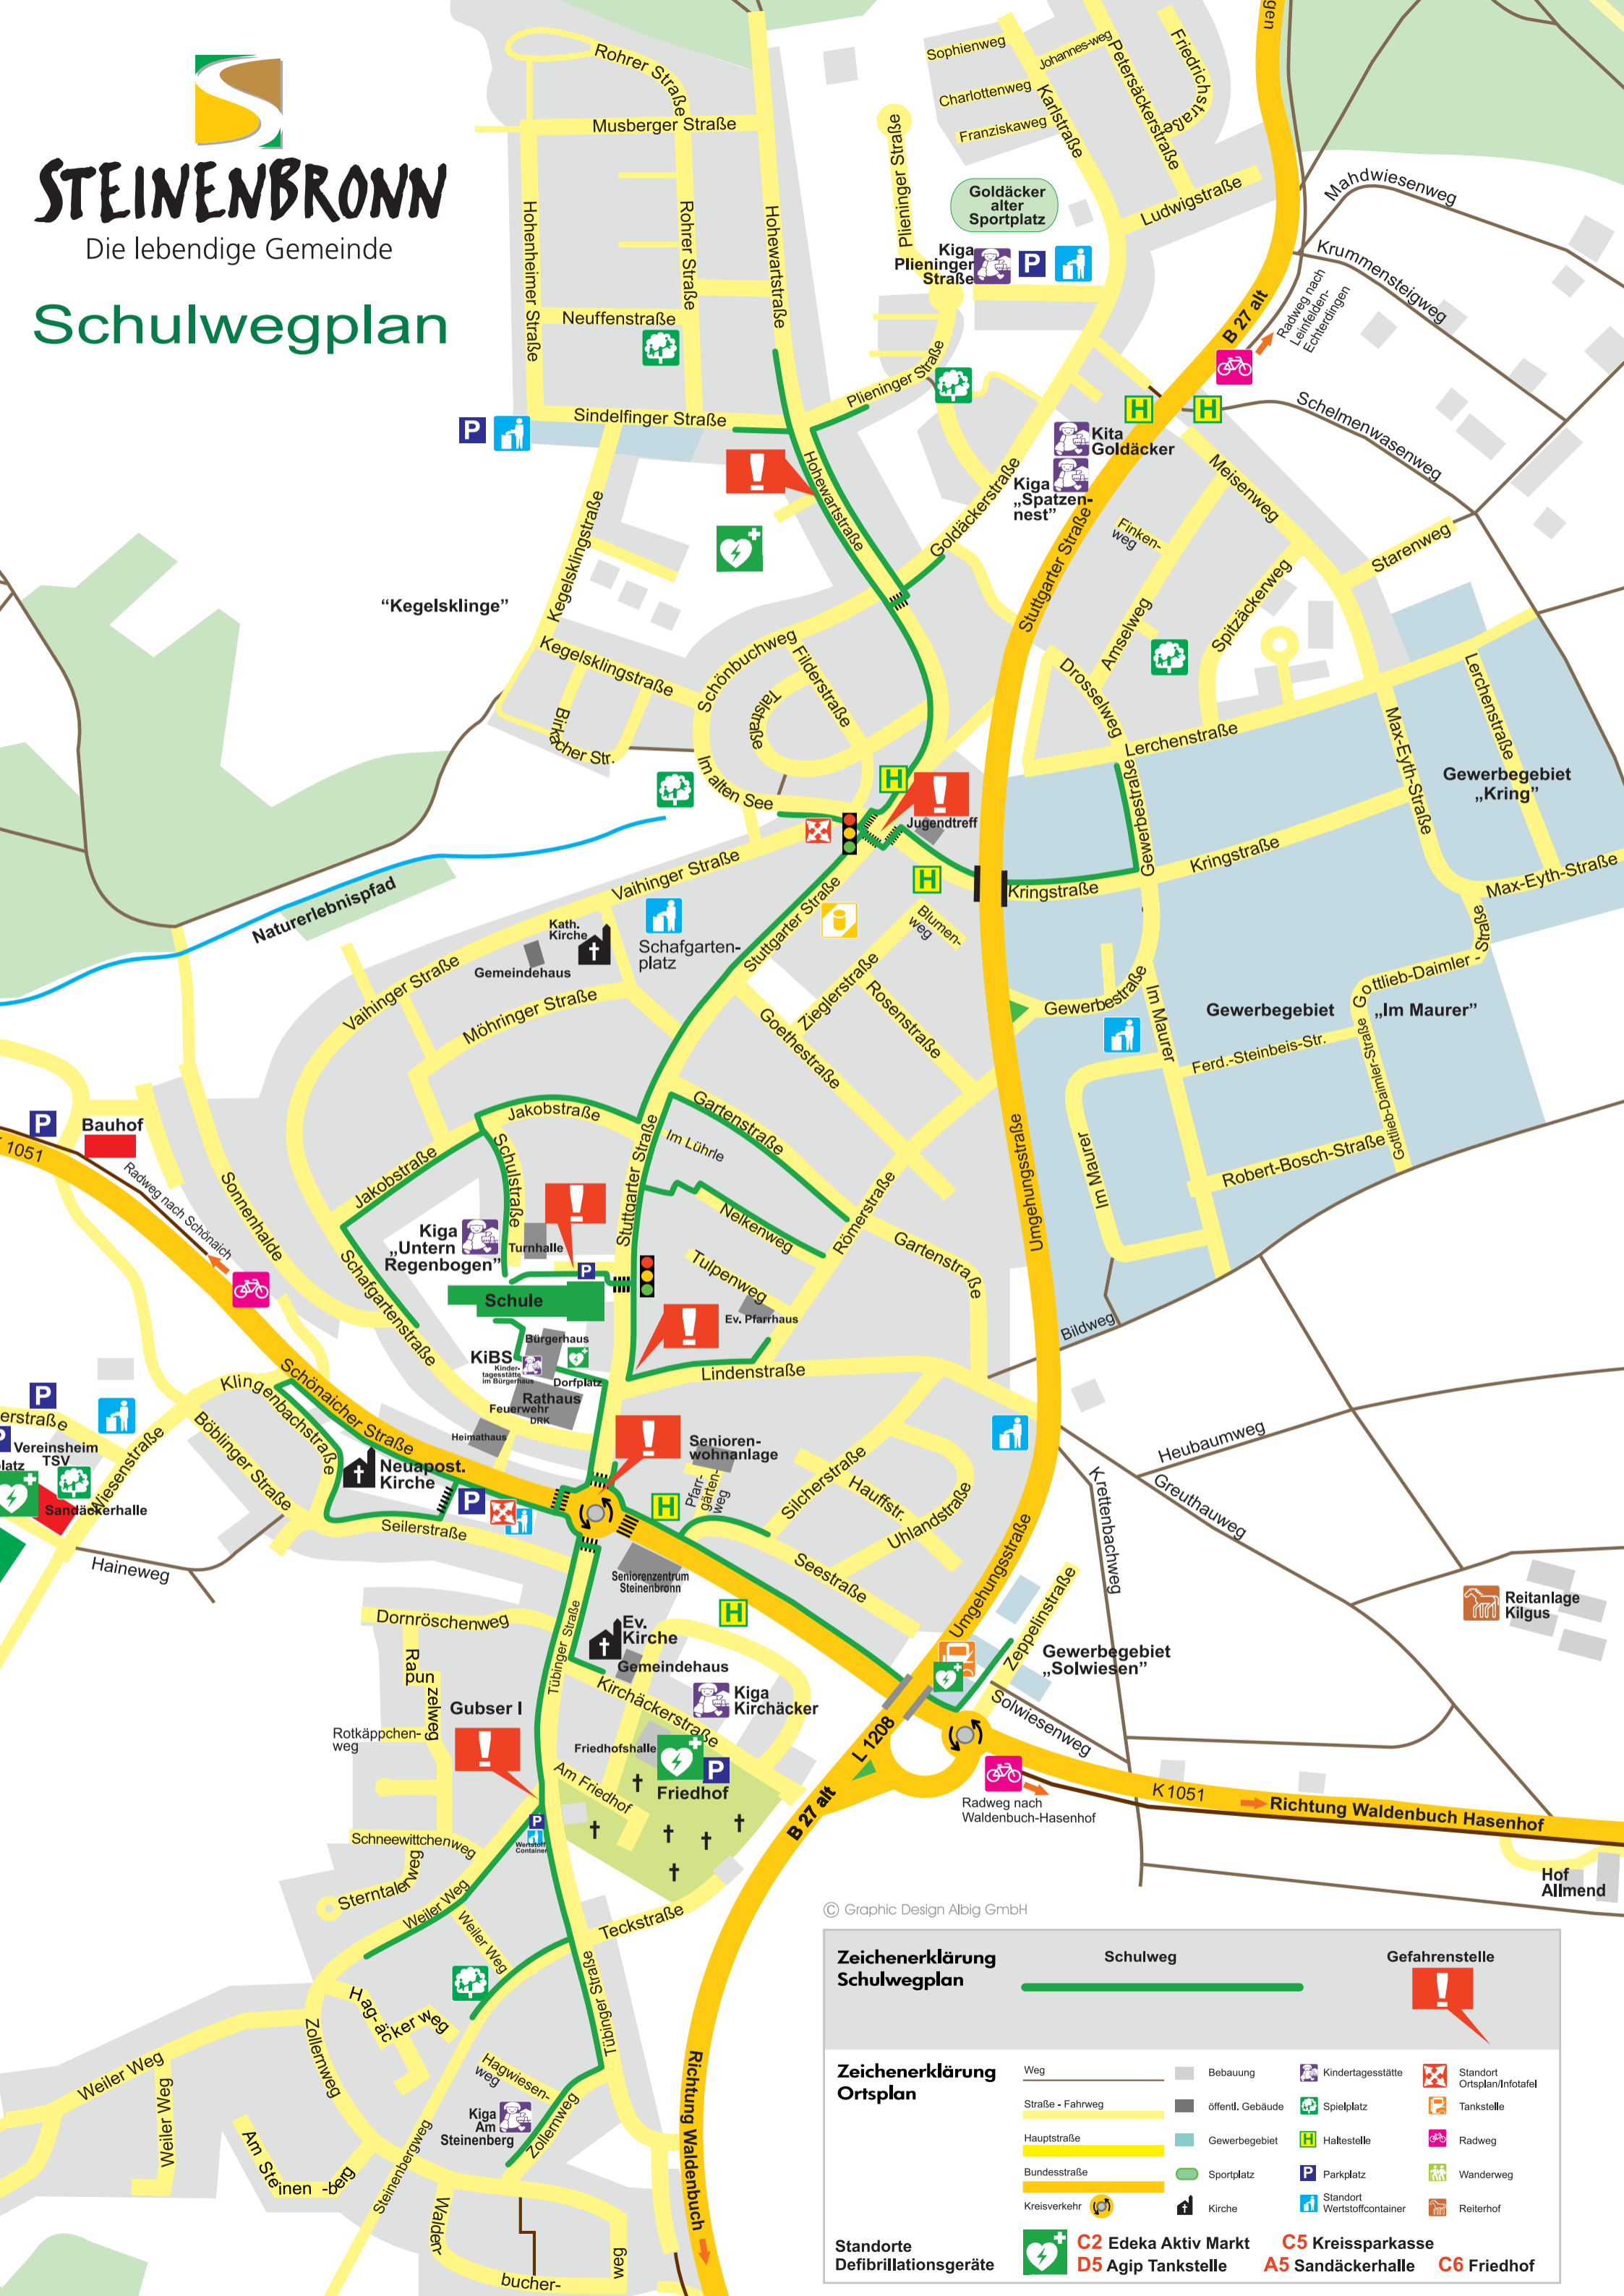 STEINENBRONN
Die lebendige Gemeinde
Schulwegplan
Rohrer Straße
Musberger Straße
Hohenheimer Straße
Rohrer Straße
Hohewartstraße
Neuffenstraße
Sindelfinger Straße
P
Plieninger Straße
Sophienweg
Johannes-weg
Charlottenweg
Franziskaweg
Karlstraße
Petersäckerstraße
Friedrichstraße
Ludwigstraße
Goldäcker
alter
Sportplatz
Kiga
Plieninger
Straße
P
Plieninger Straße
gen
B 27 alt
Mahdwiesenweg
Krummensteigweg
Radweg nach
Leinfelden-
Echterdingen
Schelmenwasenweg
H
H
Kita
Goldäcker
Kiga
„Spatzen-
nest”
Meisenweg
Finken-
weg
Starenweg
Spitzäckerweg
Amselweg
Drosselweg
Stuttgarter Straße
Goldäckerstraße
Hohewartstraße
Kegelsklingstraße
“Kegelsklinge”
Kegelsklingstraße
Birkacher Str.
Schönbuchweg
Filderstraße
Talstraße
Im alten See
H
Jugendtreff
H
Lerchenstraße
Lerchenstraße
Max-Eyth-Straße
Gewerbegebiet
„Kring”
Gewerbestraße
Kringstraße
Kringstraße
Max-Eyth-Straße
Naturerlebnispfad
Vaihinger Straße
Stuttgarter Straße
Kath.
Kirche
Gemeindehaus
Schafgarten-
platz
Blumen-
weg
Vaihinger Straße
Möhringer Straße
Zieglerstraße
Rosenstraße
Goethestraße
Gewerbestraße
Im Maurer
Gewerbegebiet
„Im Maurer”
Gottlieb-Daimler-Straße
Ferd.-Steinbeis-Str.
Gottlieb-Daimler-Straße
Gottlieb-Daimler-
Im Maurer
Robert-Bosch-Straße
Bildweg
P
Bauhof
K 1051
Radweg nach Schönaich
Sonnenhalde
Jakobstraße
Jakobstraße
Schulstraße
Gartenstraße
Im Lührle
Stuttgarter Straße
Nelkenweg
Römerstraße
Gartenstraße
Umgehungsstraße
Tulpenweg
Ev. Pfarrhaus
Lindenstraße
Kiga
„Untern
Regenbogen”
Turnhalle
P
Schule
Schafgartenstraße
Bürgerhaus
KiBS
Kinder-
tagesstätte
im Bürgerhaus
Dorfplatz
Rathaus
Feuerwehr
DRK
Heimathaus
Schönaicher Straße
Klingenbachstraße
Böblinger Straße
Neuapost.
Kirche
P
Seilerstraße
P
erstraße
P
Vereinsheim
TSV
latz
Sandäckerhalle
Wiesenstraße
Haineweg
Senioren-
wohnanlage
H
Pfarr-
gärten-
weg
Silcherstraße
Hauffstr.
Uhlandstraße
Seestraße
Seniorenzentrum
Steinenbronn
H
Umgehungsstraße
Heubaumweg
Greuthauweg
Krettenbachweg
Reitanlage
Kilgus
Zeppelinstraße
Gewerbegebiet
„Solwiesen”
Solwiesenweg
Dornröschenweg
Rapunzelweg
Rotkäppchen-
weg
Gubser I
Tübinger Straße
Ev.
Kirche
Gemeindehaus
Kirchäckerstraße
Kiga
Kirchäcker
Friedhofshalle
P
Friedhof
Am Friedhof
L 1208
B 27 alt
Radweg nach
Waldenbuch-Hasenhof
K 1051
Richtung Waldenbuch Hasenhof
Hof
Allmend
P
Wertstoff
Container
Schneewittchenweg
Sterntalerweg
Weiler Weg
Weiler Weg
Teckstraße
Tübinger Straße
Hag-äckerweg
Zollernweg
Weiler Weg
Weiler Weg
Am Steinen-berg
Hagwiesen-
weg
Kiga
Am
Steinenberg
Zollernweg
Steinenbergweg
Walden-
bucher-
weg
Richtung Waldenbuch
© Graphic Design Albig GmbH
Zeichenerklärung
Schulwegplan
Schulweg
Gefahrenstelle
Zeichenerklärung
Ortsplan
Weg
Straße - Fahrweg
Hauptstraße
Bundesstraße
Kreisverkehr
Bebauung
öffentl. Gebäude
Gewerbegebiet
Sportplatz
Kirche
Kindertagesstätte
Spielplatz
H Haltestelle
P Parkplatz
Standort
Wertstoffcontainer
Standort
Ortsplan/Infotafel
Tankstelle
Radweg
Wanderweg
Reiterhof
Standorte
Defibrillationsgeräte
C2 Edeka Aktiv Markt C5 Kreissparkasse
D5 Agip Tankstelle A5 Sandäckerhalle C6 Friedhof